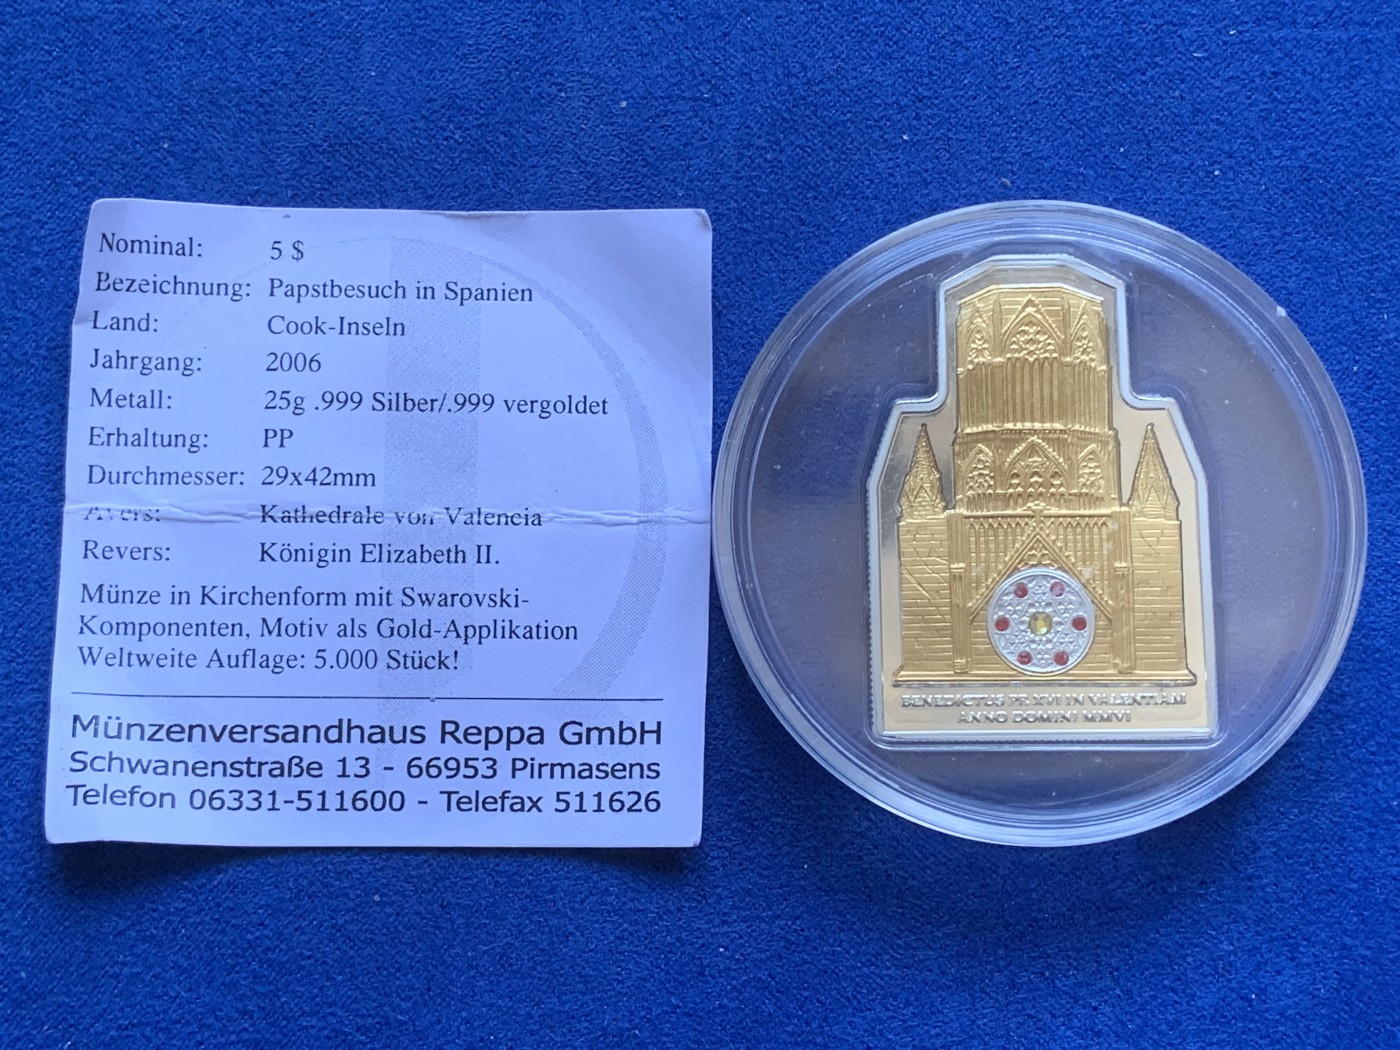 Nominal: 5 $
Bezeichnung: Papstbesuch in Spanien
Land: Cook-Inseln
Jahrgang: 2006
Metall: 25g .999 Silber/.999 vergoldet
Erhaltung: PP
Durchmesser: 29x42mm
Avers: Kathedrale von Valencia
Revers: Königin Elizabeth II.
Münze in Kirchenform mit Swarovski-
Komponenten, Motiv als Gold-Applikation
Weltweite Auflage: 5.000 Stück!
Münzenversandhaus Reppa GmbH
Schwanenstraße 13 - 66953 Pirmasens
Telefon 06331-511600 - Telefax 511626
BENEDICTUS PP. XVI IN VALENTIAM
ANNO DOMINI MMVI